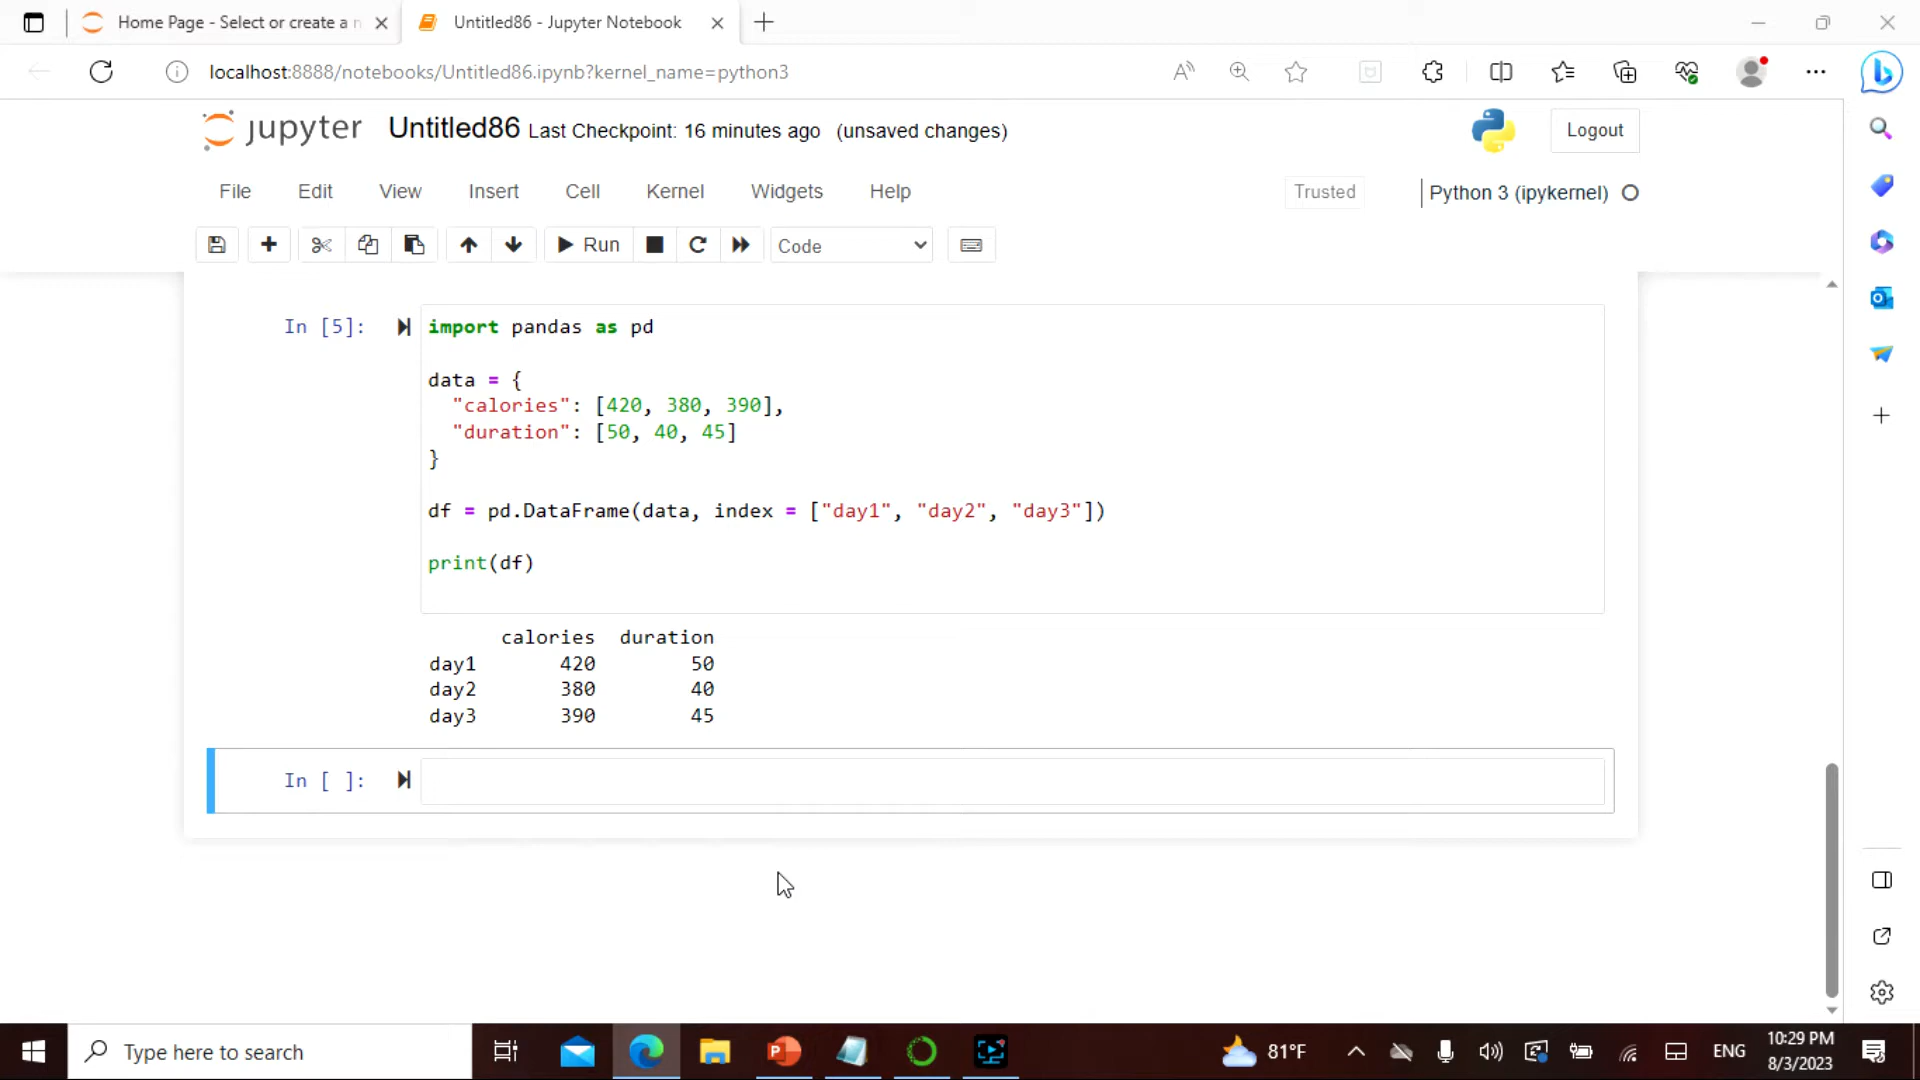 Home Page - Select or create a n
Untitled86 - Jupyter Notebook
localhost:8888/notebooks/Untitled86.ipynb?kernel_name=python3
jupyter Untitled86 Last Checkpoint: 16 minutes ago (unsaved changes)
Logout
File Edit View Insert Cell Kernel Widgets Help
Trusted
Python 3 (ipykernel)
Run
Code
In [5]:
import pandas as pd
data = {
"calories": [420, 380, 390],
"duration": [50, 40, 45]
}
df = pd.DataFrame(data, index = ["day1", "day2", "day3"])
print(df)
calories duration
day1 420 50
day2 380 40
day3 390 45
In [ ]:
Type here to search
81°F
ENG
10:29 PM
8/3/2023